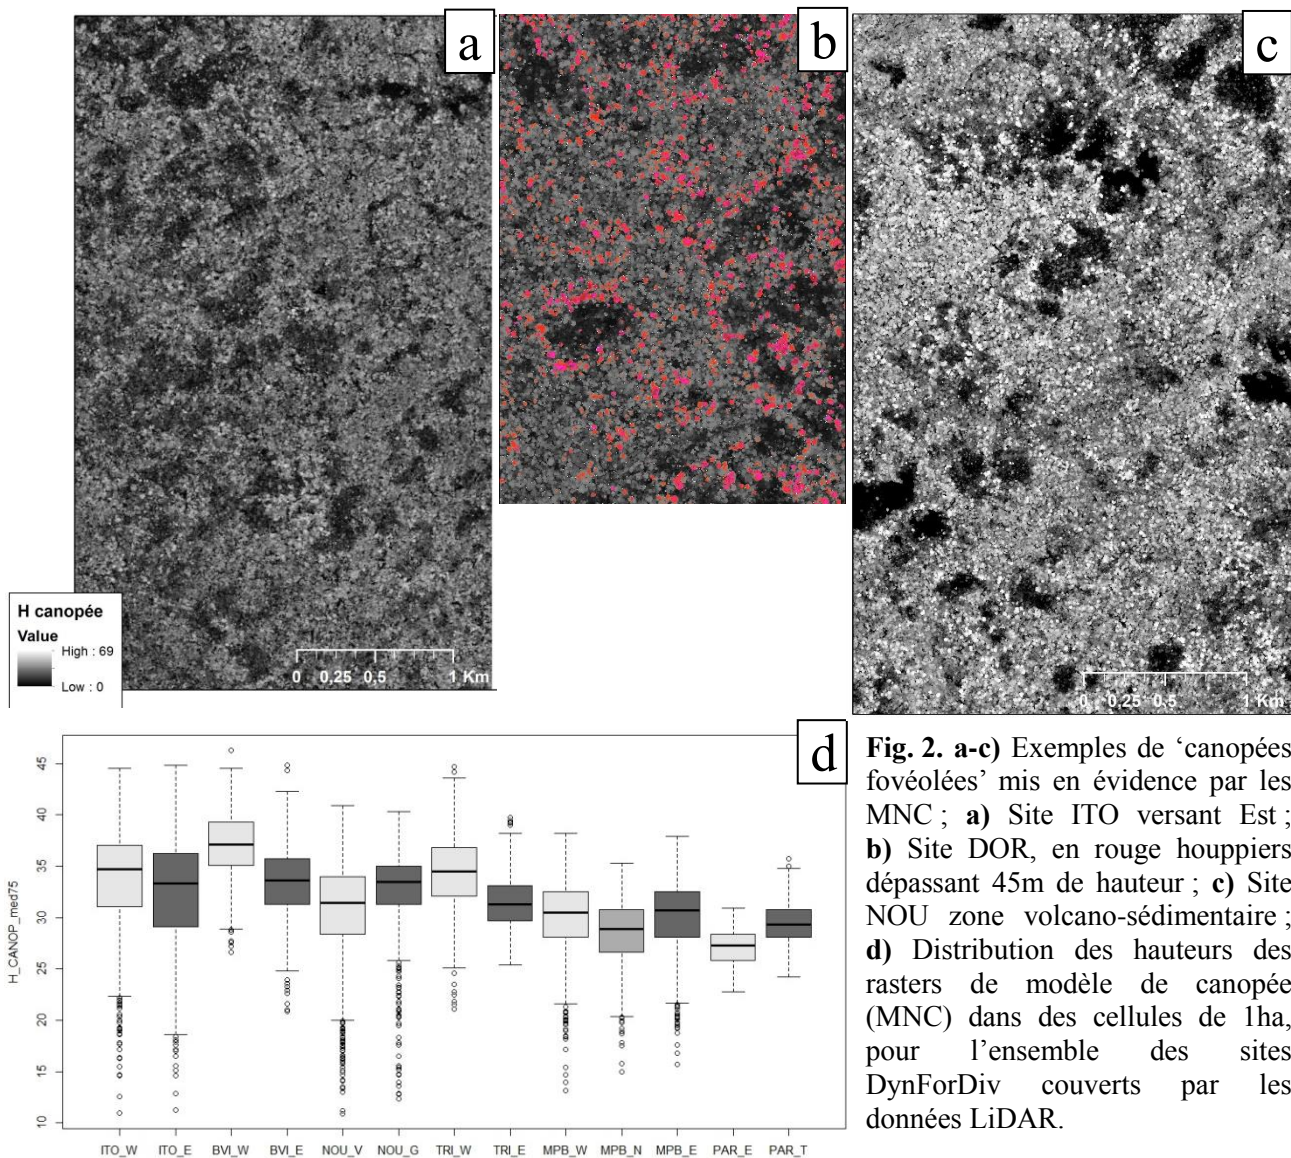 a
b
c
H canopée
Value
High : 69
Low : 0
0 0,25 0,5 1 Km
0 0,25 0,5 1 Km
d
H_CANOP_med75
45
40
35
30
25
20
15
10
ITO_W ITO_E BVI_W BVI_E NOU_V NOU_G TRI_W TRI_E MPB_W MPB_N MPB_E PAR_E PAR_T
Fig. 2. a-c) Exemples de ‘canopées
fovéolées’ mis en évidence par les
MNC ; a) Site ITO versant Est ;
b) Site DOR, en rouge houppiers
dépassant 45m de hauteur ; c) Site
NOU zone volcano-sédimentaire ;
d) Distribution des hauteurs des
rasters de modèle de canopée
(MNC) dans des cellules de 1ha,
pour l’ensemble des sites
DynForDiv couverts par les
données LiDAR.